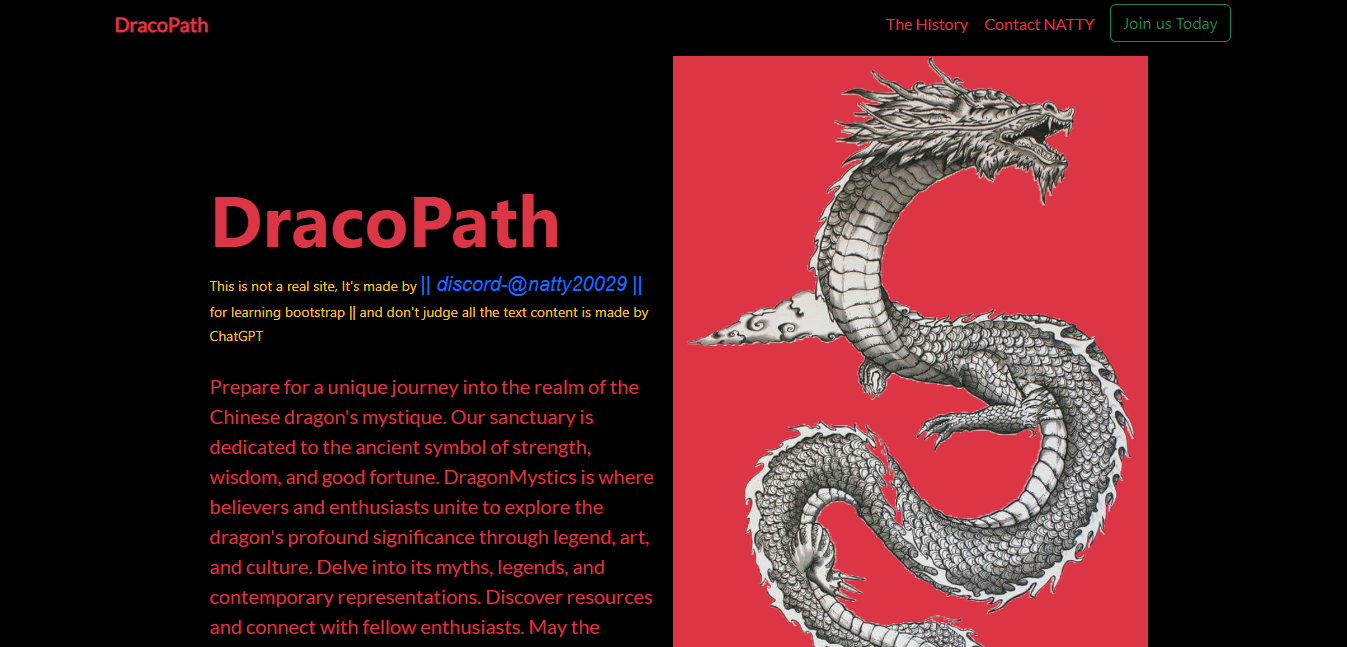 DracoPath
The History
Contact NATTY
Join us Today
DracoPath
This is not a real site, It's made by || discord-@natty20029 ||
for learning bootstrap || and don't judge all the text content is made by
ChatGPT
Prepare for a unique journey into the realm of the
Chinese dragon's mystique. Our sanctuary is
dedicated to the ancient symbol of strength,
wisdom, and good fortune. DragonMystics is where
believers and enthusiasts unite to explore the
dragon's profound significance through legend, art,
and culture. Delve into its myths, legends, and
contemporary representations. Discover resources
and connect with fellow enthusiasts. May the